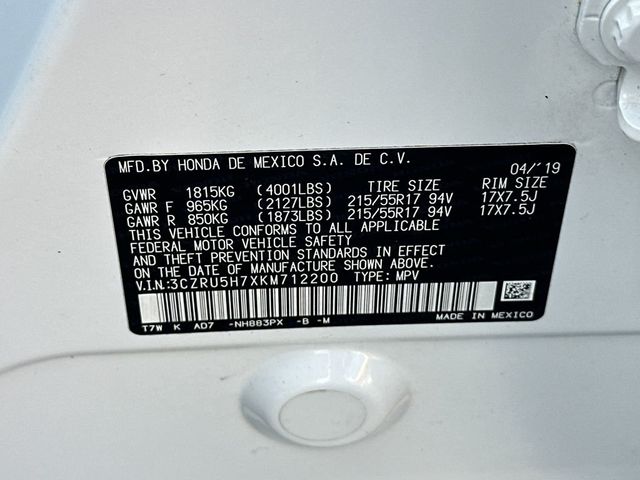 MFD.BY HONDA DE MEXICO S.A. DE C.V. 04/'19
GVWR 1815KG (4001LBS) TIRE SIZE RIM SIZE
GAWR F 965KG (2127LBS) 215/55R17 94V 17X7.5J
GAWR R 850KG (1873LBS) 215/55R17 94V 17X7.5J
THIS VEHICLE CONFORMS TO ALL APPLICABLE
FEDERAL MOTOR VEHICLE SAFETY
AND THEFT PREVENTION STANDARDS IN EFFECT
ON THE DATE OF MANUFACTURE SHOWN ABOVE.
V.I.N.:3CZRU5H7XKM712200 TYPE: MPV
T7W K AD7 -NH883PX -B -M MADE IN MEXICO